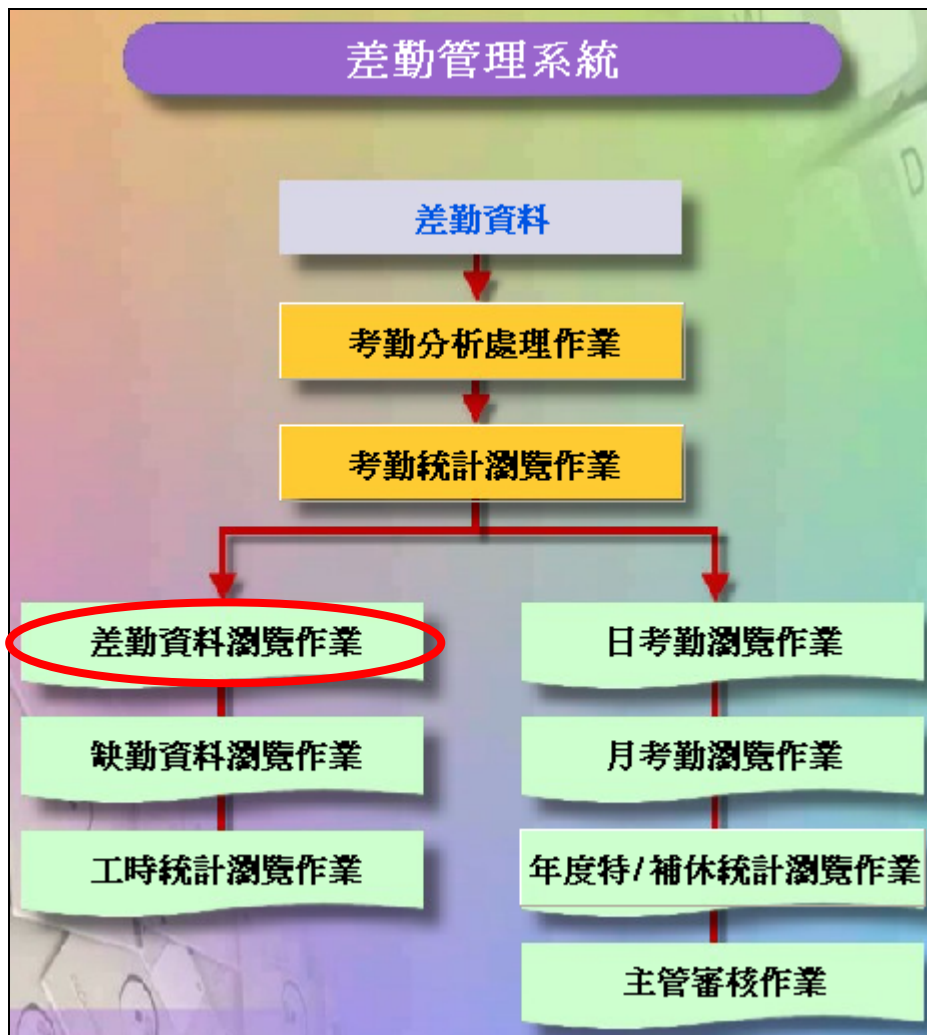 差勤管理系統
差勤資料
考勤分析處理作業
考勤統計瀏覽作業
差勤資料瀏覽作業
缺勤資料瀏覽作業
工時統計瀏覽作業
日考勤瀏覽作業
月考勤瀏覽作業
年度特/補休統計瀏覽作業
主管審核作業
D